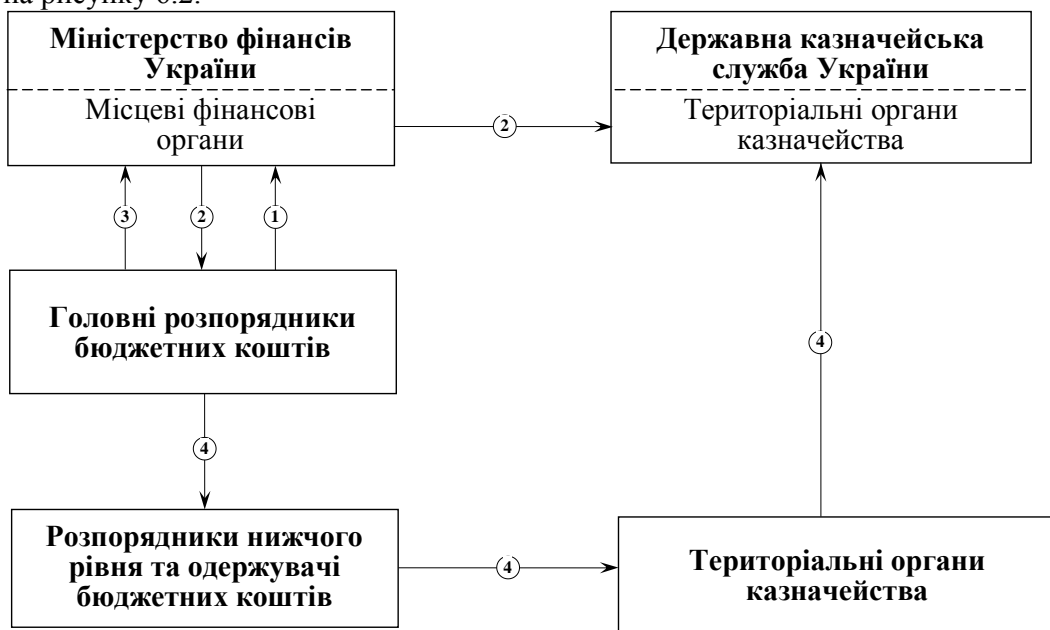 на рисунку 6.2.
Міністерство фінансів
України
Місцеві фінансові
органи
Державна казначейська
служба України
Територіальні органи
казначейства
2
3
2
1
Головні розпорядники
бюджетних коштів
4
4
Розпорядники нижчого
рівня та одержувачі
бюджетних коштів
4
Територіальні органи
казначейства